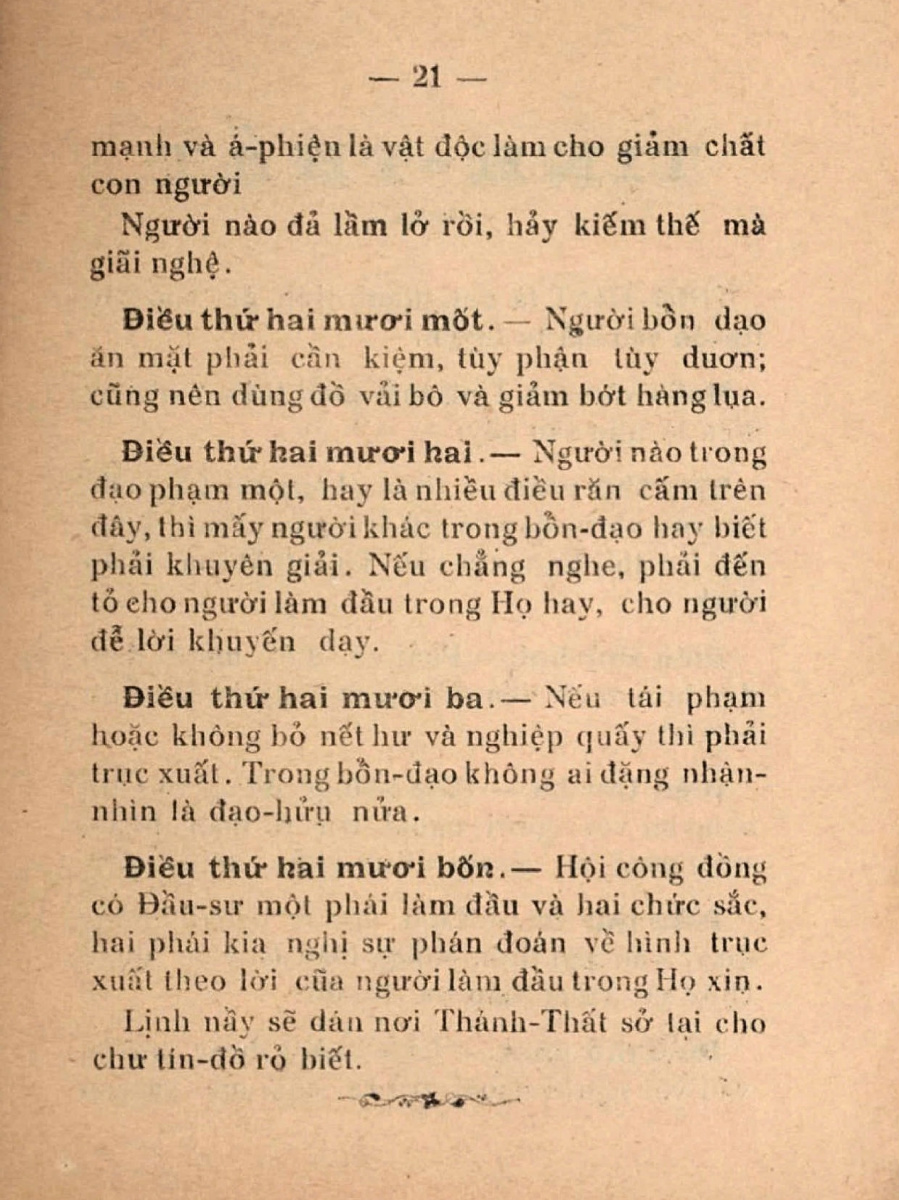 — 21 —
mạnh và á-phiện là vật độc làm cho giảm chất
con người
Người nào đả lầm lở rồi, hảy kiếm thế mà
giãi nghệ.
Điều thứ hai mươi mốt. — Người bổn dạo
ăn mặt phải cần kiệm, tùy phận tùy duơn;
cũng nên dùng đồ vải bô và giảm bớt hàng lụa.
Điều thứ hai mươi hai. — Người nào trong
đạo phạm một, hay là nhiều điều răn cấm trên
đây, thì mấy người khác trong bổn-đạo hay biết
phải khuyên giải. Nếu chẳng nghe, phải đến
tỏ cho người làm đầu trong Họ hay, cho người
để lời khuyến dạy.
Điều thứ hai mươi ba. — Nếu tái phạm
hoặc không bỏ nết hư và nghiệp quấy thì phải
trục xuất. Trong bổn-đạo không ai đặng nhận-
nhìn là đạo-hửu nửa.
Điều thứ hai mươi bốn. — Hội công đồng
có Đầu-sư một phái làm đầu và hai chức sắc,
hai phái kia nghị sự phán đoán về hình trục
xuất theo lời cũa người làm đầu trong Họ xin.
Lịnh nầy sẽ dán nơi Thánh-Thất sở tại cho
chư tín-đồ rỏ biết.